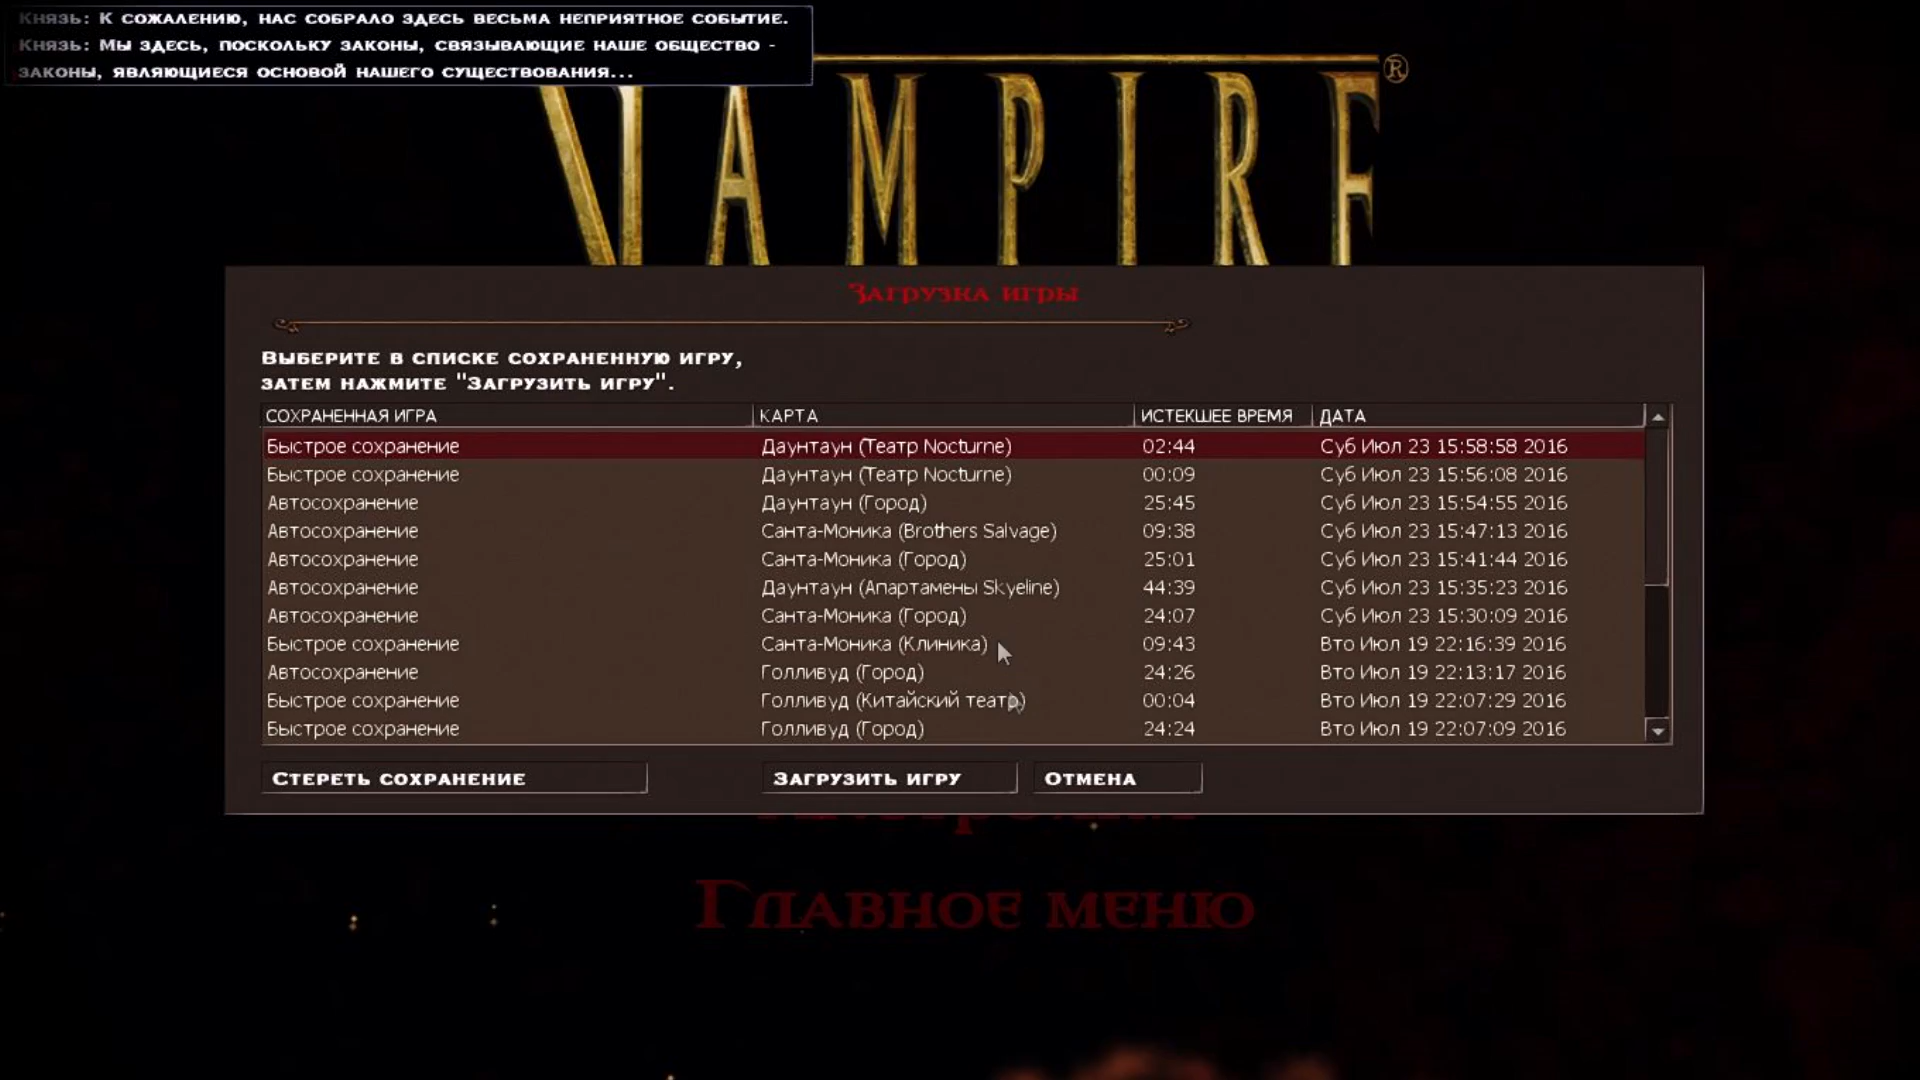 Князь: К сожалению, нас собрало здесь весьма неприятное событие.
Князь: Мы здесь, поскольку законы, связывающие наше общество -
законы, являющиеся основой нашего существования...
VAMPIRE®
Загрузка игры
Выберите в списке сохраненную игру,
затем нажмите "Загрузить игру".
СОХРАНЕННАЯ ИГРА КАРТА ИСТЕКШЕЕ ВРЕМЯ ДАТА
Быстрое сохранение Даунтаун (Театр Nocturne) 02:44 Суб Июл 23 15:58:58 2016
Быстрое сохранение Даунтаун (Театр Nocturne) 00:09 Суб Июл 23 15:56:08 2016
Автосохранение Даунтаун (Город) 25:45 Суб Июл 23 15:54:55 2016
Автосохранение Санта-Моника (Brothers Salvage) 09:38 Суб Июл 23 15:47:13 2016
Автосохранение Санта-Моника (Город) 25:01 Суб Июл 23 15:41:44 2016
Автосохранение Даунтаун (Апартамены Skyeline) 44:39 Суб Июл 23 15:35:23 2016
Автосохранение Санта-Моника (Город) 24:07 Суб Июл 23 15:30:09 2016
Быстрое сохранение Санта-Моника (Клиника) 09:43 Вто Июл 19 22:16:39 2016
Автосохранение Голливуд (Город) 24:26 Вто Июл 19 22:13:17 2016
Быстрое сохранение Голливуд (Китайский театр) 00:04 Вто Июл 19 22:07:29 2016
Быстрое сохранение Голливуд (Город) 24:24 Вто Июл 19 22:07:09 2016
Стереть сохранение Загрузить игру Отмена
Главное меню